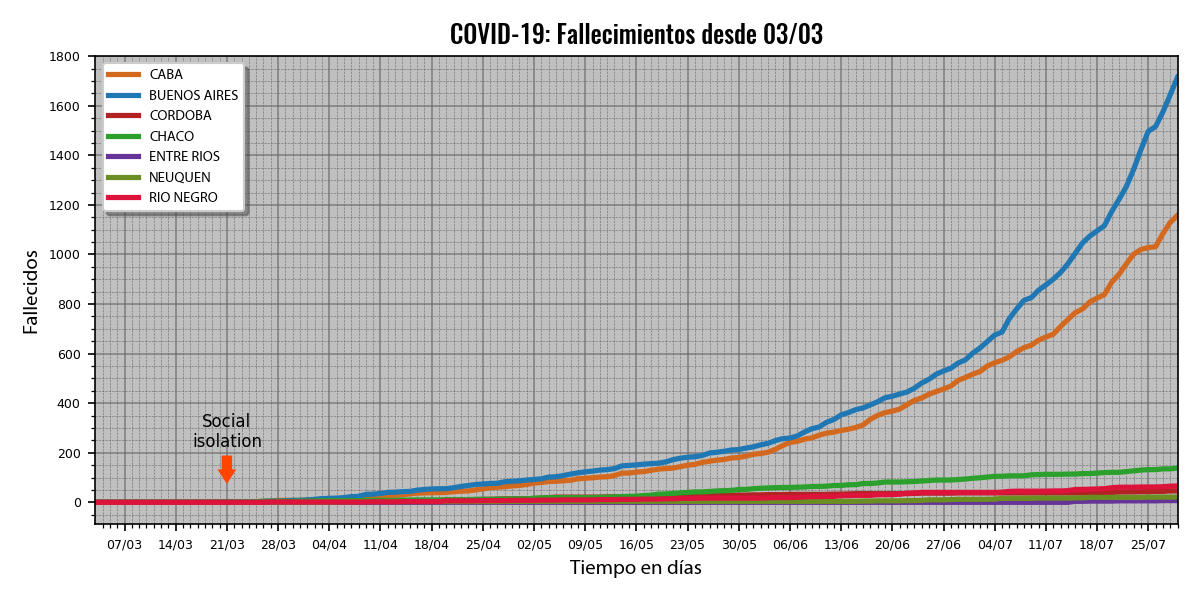 COVID-19: Fallecimientos desde 03/03
1800
1600
1400
1200
1000
800
600
400
200
0
Fallecidos
CABA
BUENOS AIRES
CORDOBA
CHACO
ENTRE RIOS
NEUQUEN
RIO NEGRO
Social
isolation
07/03 14/03 21/03 28/03 04/04 11/04 18/04 25/04 02/05 09/05 16/05 23/05 30/05 06/06 13/06 20/06 27/06 04/07 11/07 18/07 25/07
Tiempo en días